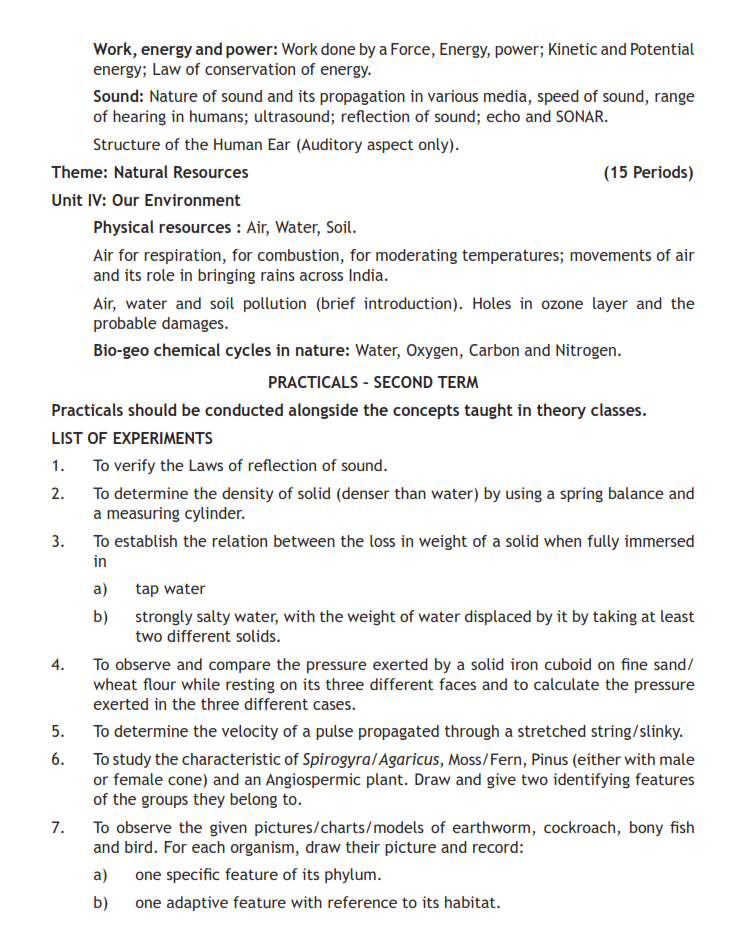 Work, energy and power: Work done by a Force, Energy, power; Kinetic and Potential
energy; Law of conservation of energy.
Sound: Nature of sound and its propagation in various media, speed of sound, range
of hearing in humans; ultrasound; reflection of sound; echo and SONAR.
Structure of the Human Ear (Auditory aspect only).
Theme: Natural Resources (15 Periods)
Unit IV: Our Environment
Physical resources : Air, Water, Soil.
Air for respiration, for combustion, for moderating temperatures; movements of air
and its role in bringing rains across India.
Air, water and soil pollution (brief introduction). Holes in ozone layer and the
probable damages.
Bio-geo chemical cycles in nature: Water, Oxygen, Carbon and Nitrogen.
PRACTICALS - SECOND TERM
Practicals should be conducted alongside the concepts taught in theory classes.
LIST OF EXPERIMENTS
1. To verify the Laws of reflection of sound.
2. To determine the density of solid (denser than water) by using a spring balance and
a measuring cylinder.
3. To establish the relation between the loss in weight of a solid when fully immersed
in
a) tap water
b) strongly salty water, with the weight of water displaced by it by taking at least
two different solids.
4. To observe and compare the pressure exerted by a solid iron cuboid on fine sand/
wheat flour while resting on its three different faces and to calculate the pressure
exerted in the three different cases.
5. To determine the velocity of a pulse propagated through a stretched string/slinky.
6. To study the characteristic of Spirogyra/Agaricus, Moss/Fern, Pinus (either with male
or female cone) and an Angiospermic plant. Draw and give two identifying features
of the groups they belong to.
7. To observe the given pictures/charts/models of earthworm, cockroach, bony fish
and bird. For each organism, draw their picture and record:
a) one specific feature of its phylum.
b) one adaptive feature with reference to its habitat.